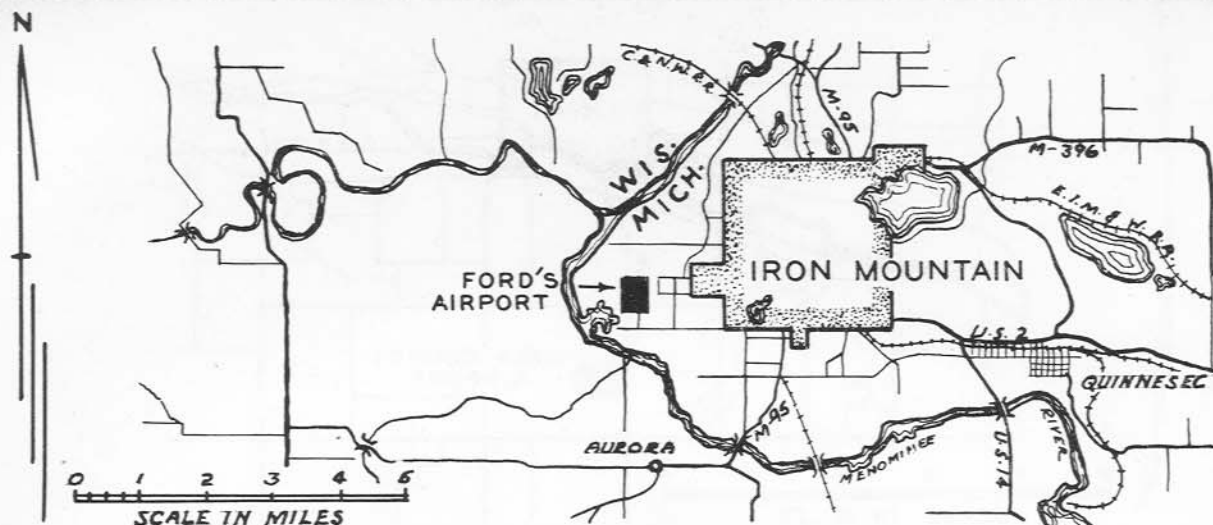 N
C. & N.W. R.R.
M-95
WIS.
MICH.
M-396
E.I.M. & W. R.R.
FORD'S
AIRPORT
IRON MOUNTAIN
U.S. 2
QUINNESEC
M-95
AURORA
MENOMINEE
RIVER
U.S. 14
0 1 2 3 4 5
SCALE IN MILES